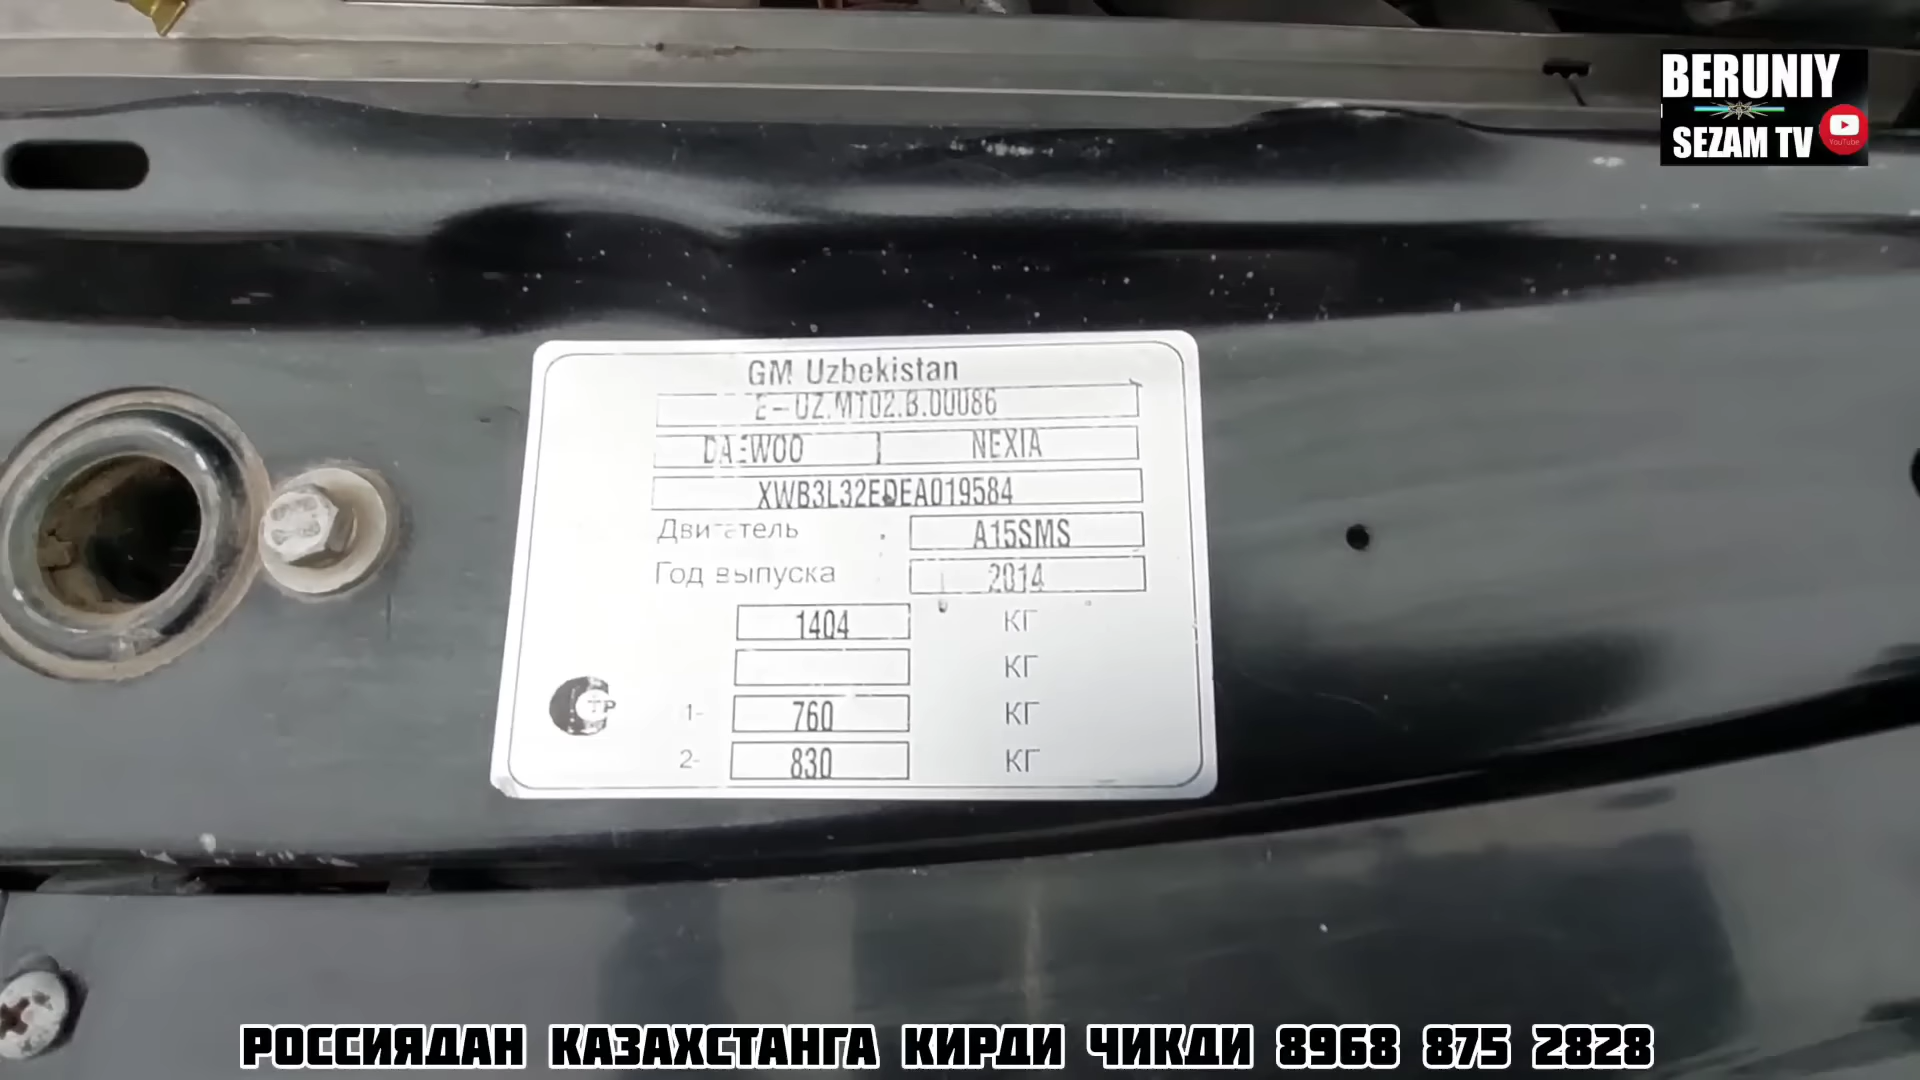 BERUNIY
SEZAM TV
YouTube
GM Uzbekistan
E-UZ.MT02.B.00086
DAEWOO NEXIA
XWB3L32EDEA019584
Двигатель A15SMS
Год выпуска 2014
1404 КГ
КГ
1- 760 КГ
2- 830 КГ
РОССИЯДАН КАЗАХСТАНГА КИРДИ ЧИКДИ 8968 875 2828